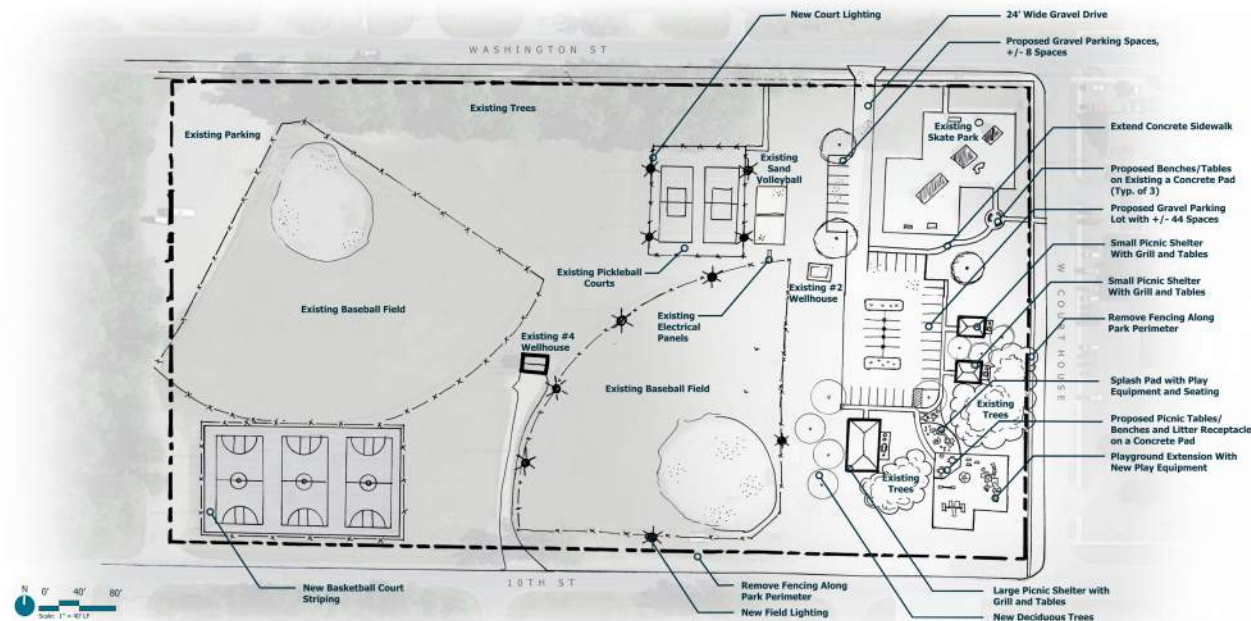 New Court Lighting
24' Wide Gravel Drive
Proposed Gravel Parking Spaces,
+/- 8 Spaces
WASHINGTON ST
Existing Trees
Existing Parking
Existing
Skate Park
Extend Concrete Sidewalk
Existing
Sand
Volleyball
Proposed Benches/Tables
on Existing a Concrete Pad
(Typ. of 3)
Proposed Gravel Parking
Lot with +/- 44 Spaces
Small Picnic Shelter
With Grill and Tables
Existing Pickleball
Courts
Existing #2
Wellhouse
Small Picnic Shelter
With Grill and Tables
Existing Baseball Field
Existing
Electrical
Panels
W COURT HOUSE
Remove Fencing Along
Park Perimeter
Existing #4
Wellhouse
Existing Baseball Field
Splash Pad with Play
Equipment and Seating
Existing
Trees
Proposed Picnic Tables/
Benches and Litter Receptacle
on a Concrete Pad
Playground Extension With
New Play Equipment
Existing
Trees
10TH ST
New Basketball Court
Striping
Remove Fencing Along
Park Perimeter
New Field Lighting
Large Picnic Shelter with
Grill and Tables
New Deciduous Trees
N
0' 40' 80'
Scale: 1" = 40' LF